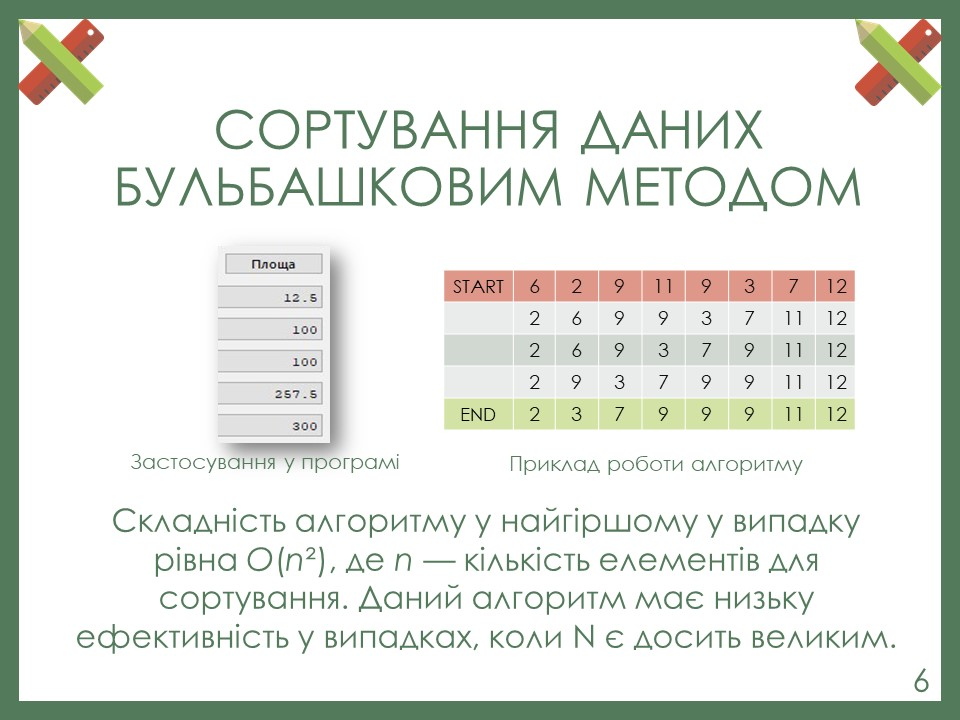 СОРТУВАННЯ ДАНИХ
БУЛЬБАШКОВИМ МЕТОДОМ
Площа
12.5
100
100
257.5
300
Застосування у програмі
START 6 2 9 11 9 3 7 12
2 6 9 9 3 7 11 12
2 6 9 3 7 9 11 12
2 9 3 7 9 9 11 12
END 2 3 7 9 9 9 11 12
Приклад роботи алгоритму
Складність алгоритму у найгіршому у випадку
рівна O(n²), де n — кількість елементів для
сортування. Даний алгоритм має низьку
ефективність у випадках, коли N є досить великим.
6